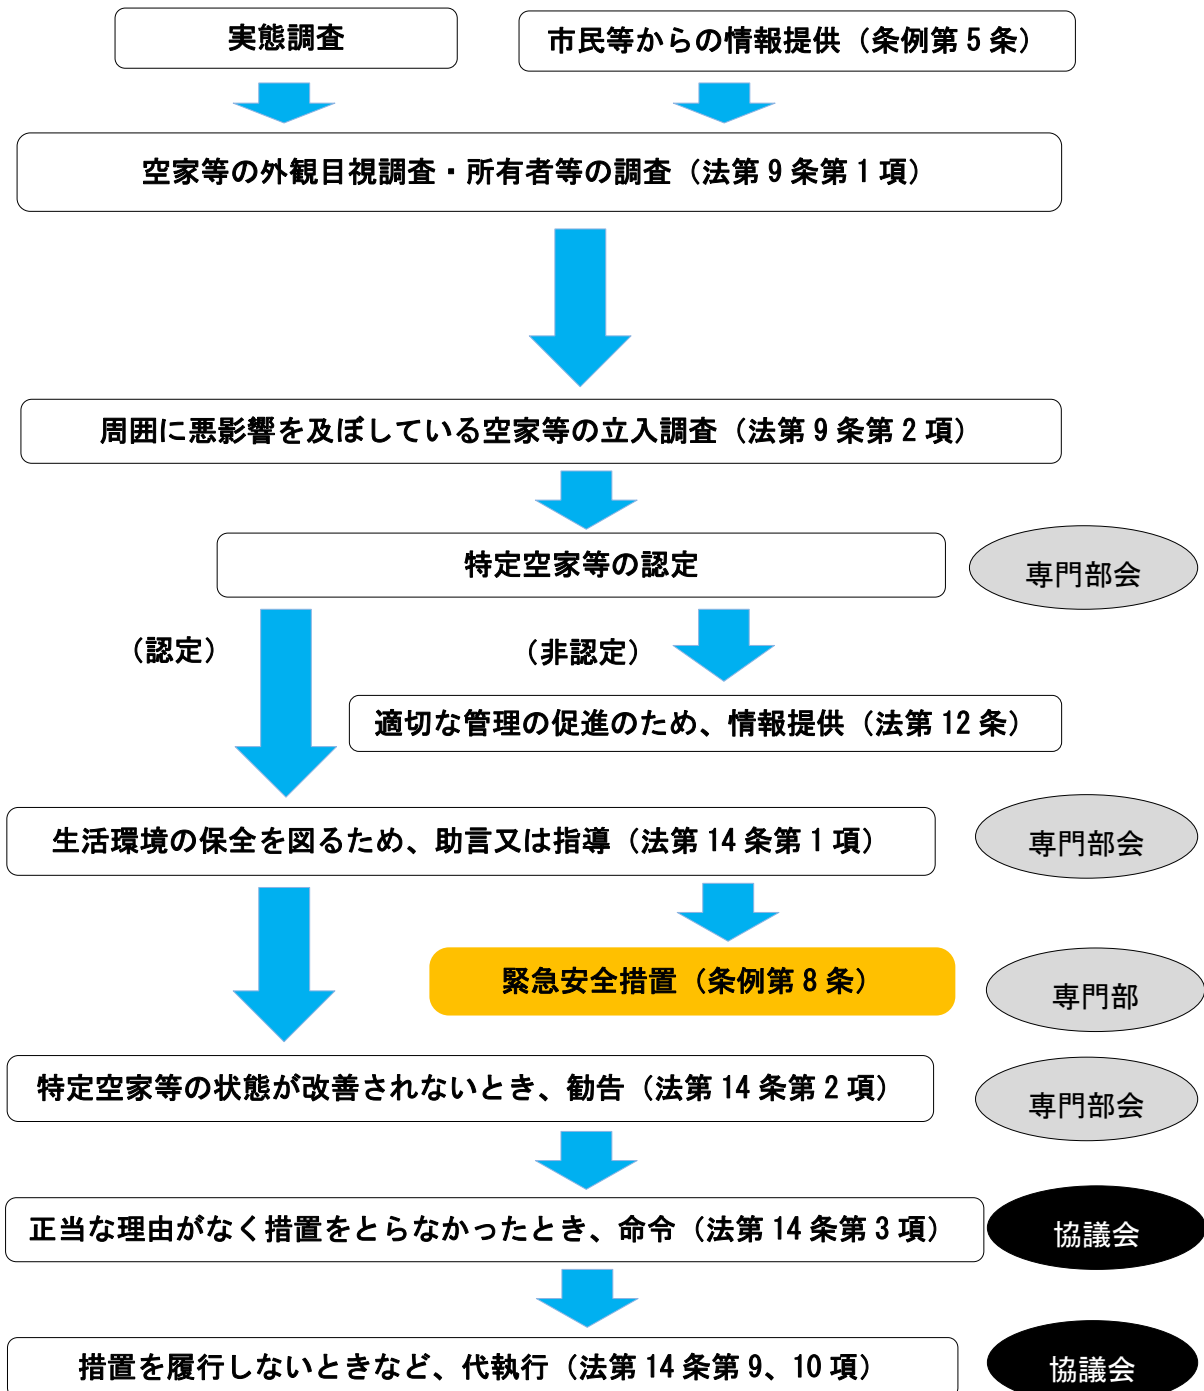 実態調査
市民等からの情報提供（条例第５条）
空家等の外観目視調査・所有者等の調査（法第９条第１項）
周囲に悪影響を及ぼしている空家等の立入調査（法第９条第２項）
特定空家等の認定
専門部会
（認定）
（非認定）
適切な管理の促進のため、情報提供（法第12条）
生活環境の保全を図るため、助言又は指導（法第14条第１項）
専門部会
緊急安全措置（条例第８条）
専門部
特定空家等の状態が改善されないとき、勧告（法第14条第２項）
専門部会
正当な理由がなく措置をとらなかったとき、命令（法第14条第３項）
協議会
措置を履行しないときなど、代執行（法第14条第９、10項）
協議会